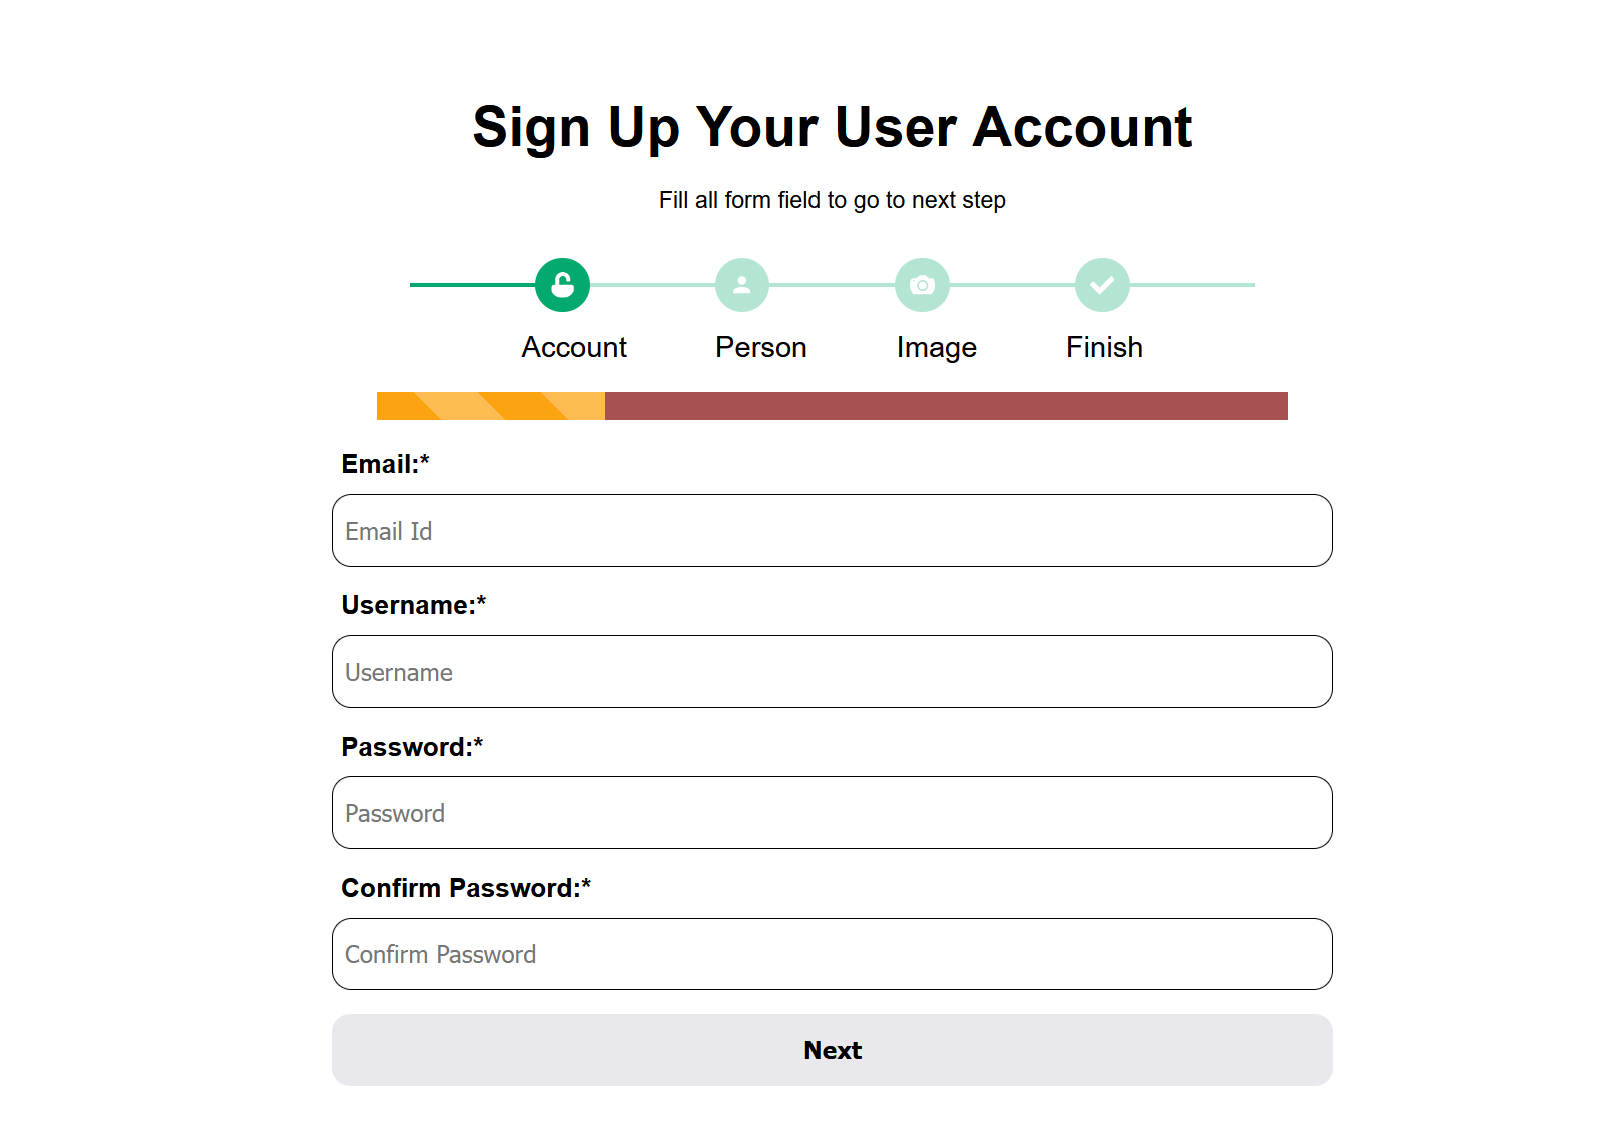 Sign Up Your User Account
Fill all form field to go to next step
Account Person Image Finish
Email:*
Email Id
Username:*
Username
Password:*
Password
Confirm Password:*
Confirm Password
Next